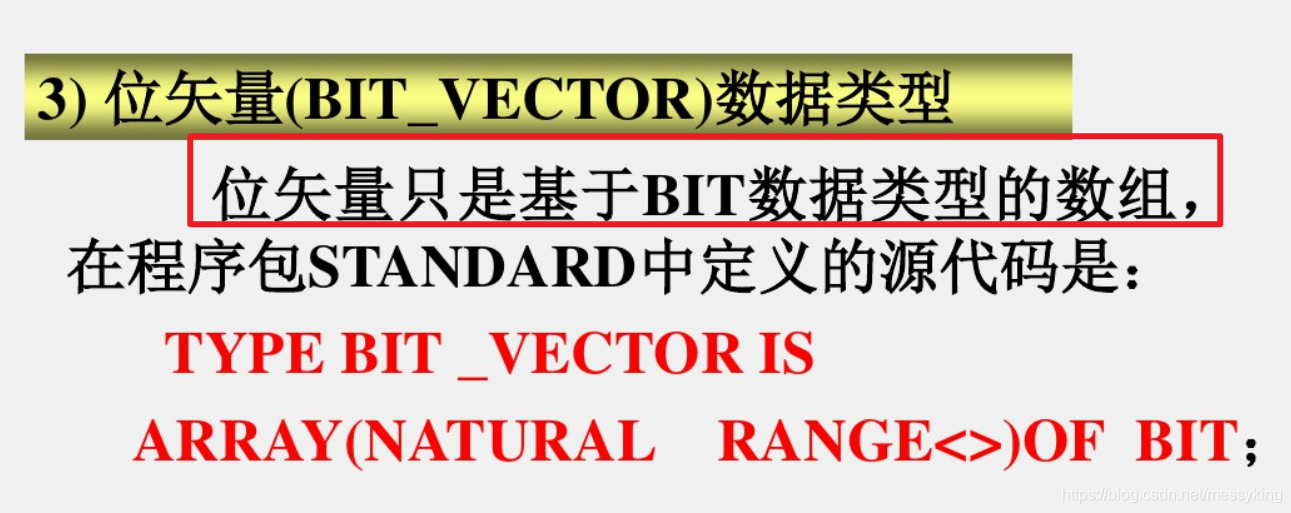 3) 位矢量(BIT_VECTOR)数据类型
位矢量只是基于BIT数据类型的数组，
在程序包STANDARD中定义的源代码是：
TYPE BIT _VECTOR IS
ARRAY(NATURAL RANGE<>)OF BIT；
https://blog.csdn.net/messyking